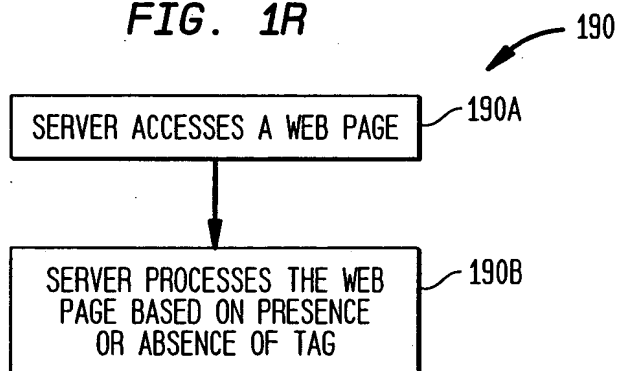 FIG. 1R
190
SERVER ACCESSES A WEB PAGE
190A
SERVER PROCESSES THE WEB
PAGE BASED ON PRESENCE
OR ABSENCE OF TAG
190B